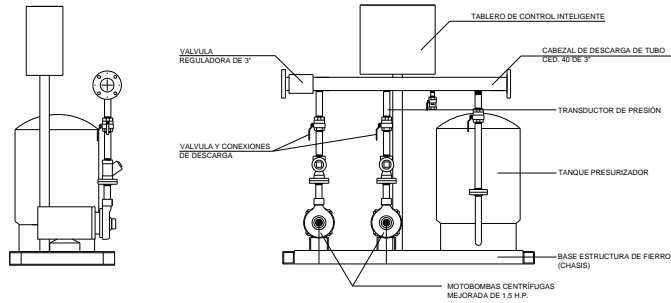 TABLERO DE CONTROL INTELIGENTE
VALVULA
REGULADORA DE 3"
CABEZAL DE DESCARGA DE TUBO
CED. 40 DE 3"
TRANSDUCTOR DE PRESIÓN
VALVULA Y CONEXIONES
DE DESCARGA
TANQUE PRESURIZADOR
BASE ESTRUCTURA DE FIERRO
(CHASIS)
MOTOBOMBAS CENTRÍFUGAS
MEJORADA DE 1.5 H.P.